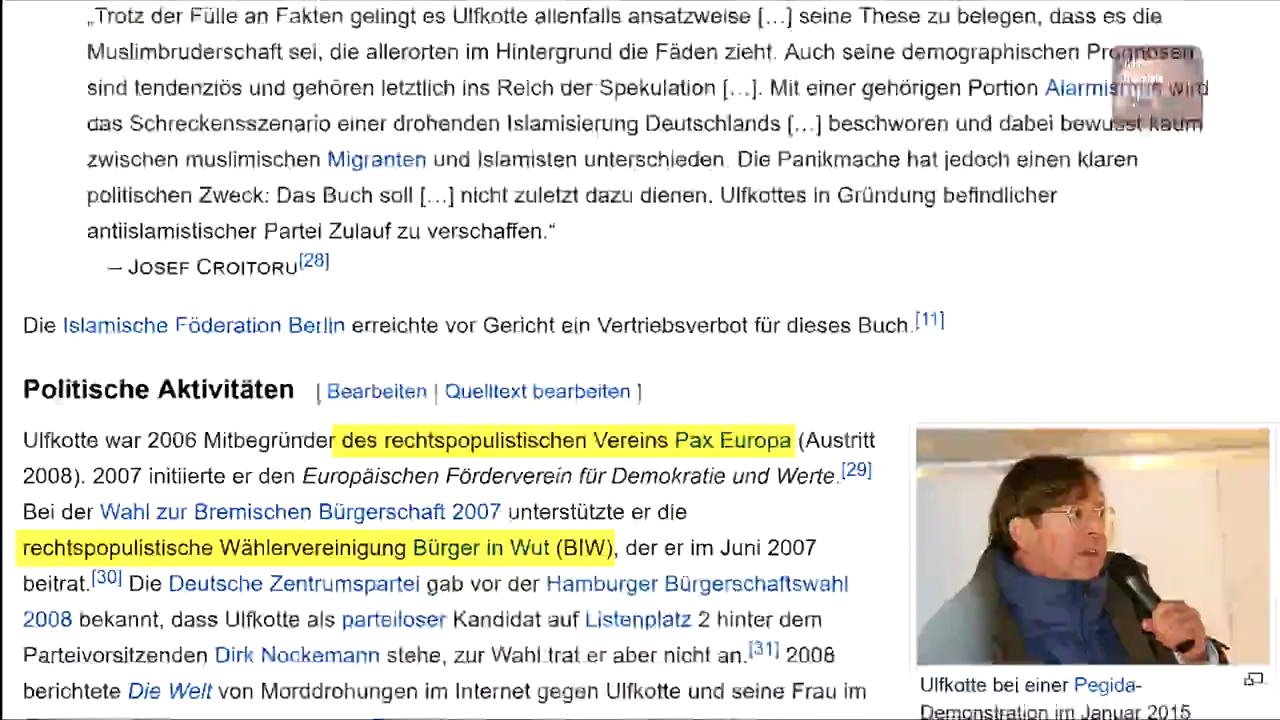 „Trotz der Fülle an Fakten gelingt es Ulfkotte allenfalls ansatzweise […] seine These zu belegen, dass es die
Muslimbruderschaft sei, die allerorten im Hintergrund die Fäden zieht. Auch seine demographischen Prognosen
sind tendenziös und gehören letztlich ins Reich der Spekulation […]. Mit einer gehörigen Portion Alarmismus wird
das Schreckensszenario einer drohenden Islamisierung Deutschlands […] beschworen und dabei bewusst kaum
zwischen muslimischen Migranten und Islamisten unterschieden. Die Panikmache hat jedoch einen klaren
politischen Zweck: Das Buch soll […] nicht zuletzt dazu dienen, Ulfkottes in Gründung befindlicher
antiislamistischer Partei Zulauf zu verschaffen.“
– JOSEF CROITORU[28]
Die Islamische Föderation Berlin erreichte vor Gericht ein Vertriebsverbot für dieses Buch.[11]
Politische Aktivitäten [ Bearbeiten | Quelltext bearbeiten ]
Ulfkotte war 2006 Mitbegründer des rechtspopulistischen Vereins Pax Europa (Austritt
2008). 2007 initiierte er den Europäischen Förderverein für Demokratie und Werte.[29]
Bei der Wahl zur Bremischen Bürgerschaft 2007 unterstützte er die
rechtspopulistische Wählervereinigung Bürger in Wut (BIW), der er im Juni 2007
beitrat.[30] Die Deutsche Zentrumspartei gab vor der Hamburger Bürgerschaftswahl
2008 bekannt, dass Ulfkotte als parteiloser Kandidat auf Listenplatz 2 hinter dem
Parteivorsitzenden Dirk Nockemann stehe, zur Wahl trat er aber nicht an.[31] 2008
berichtete Die Welt von Morddrohungen im Internet gegen Ulfkotte und seine Frau im
Ulfkotte bei einer Pegida-
Demonstration im Januar 2015